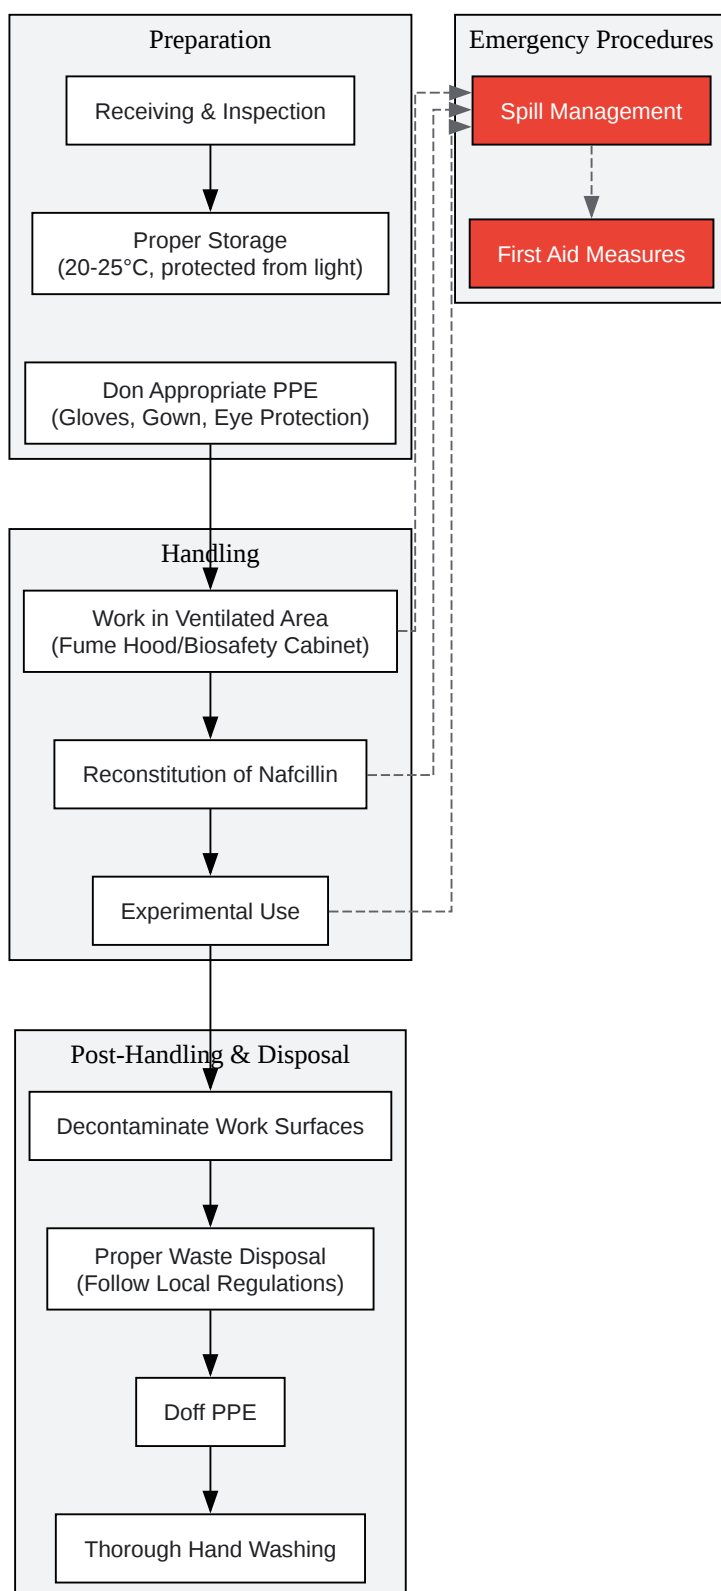 Preparation
Receiving & Inspection
Proper Storage
(20-25°C, protected from light)
Don Appropriate PPE
(Gloves, Gown, Eye Protection)
Emergency Procedures
Spill Management
First Aid Measures
Handling
Work in Ventilated Area
(Fume Hood/Biosafety Cabinet)
Reconstitution of Nafcillin
Experimental Use
Post-Handling & Disposal
Decontaminate Work Surfaces
Proper Waste Disposal
(Follow Local Regulations)
Doff PPE
Thorough Hand Washing